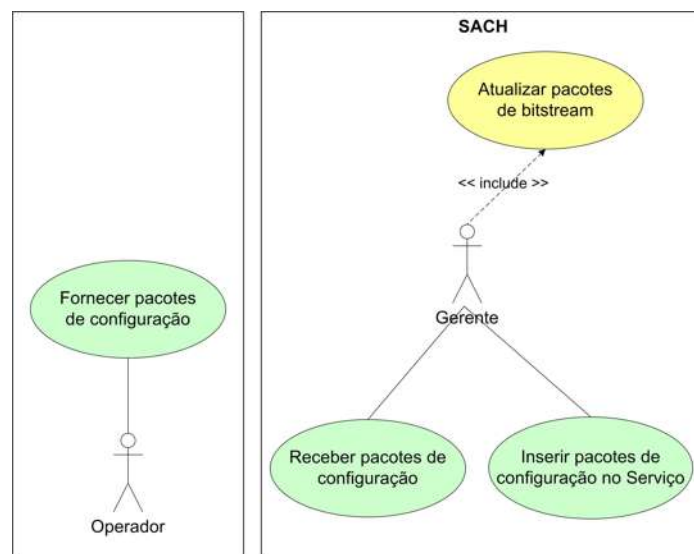 SACH
Atualizar pacotes
de bitstream
<< include >>
Gerente
Fornecer pacotes
de configuração
Operador
Receber pacotes de
configuração
Inserir pacotes de
configuração no Serviço